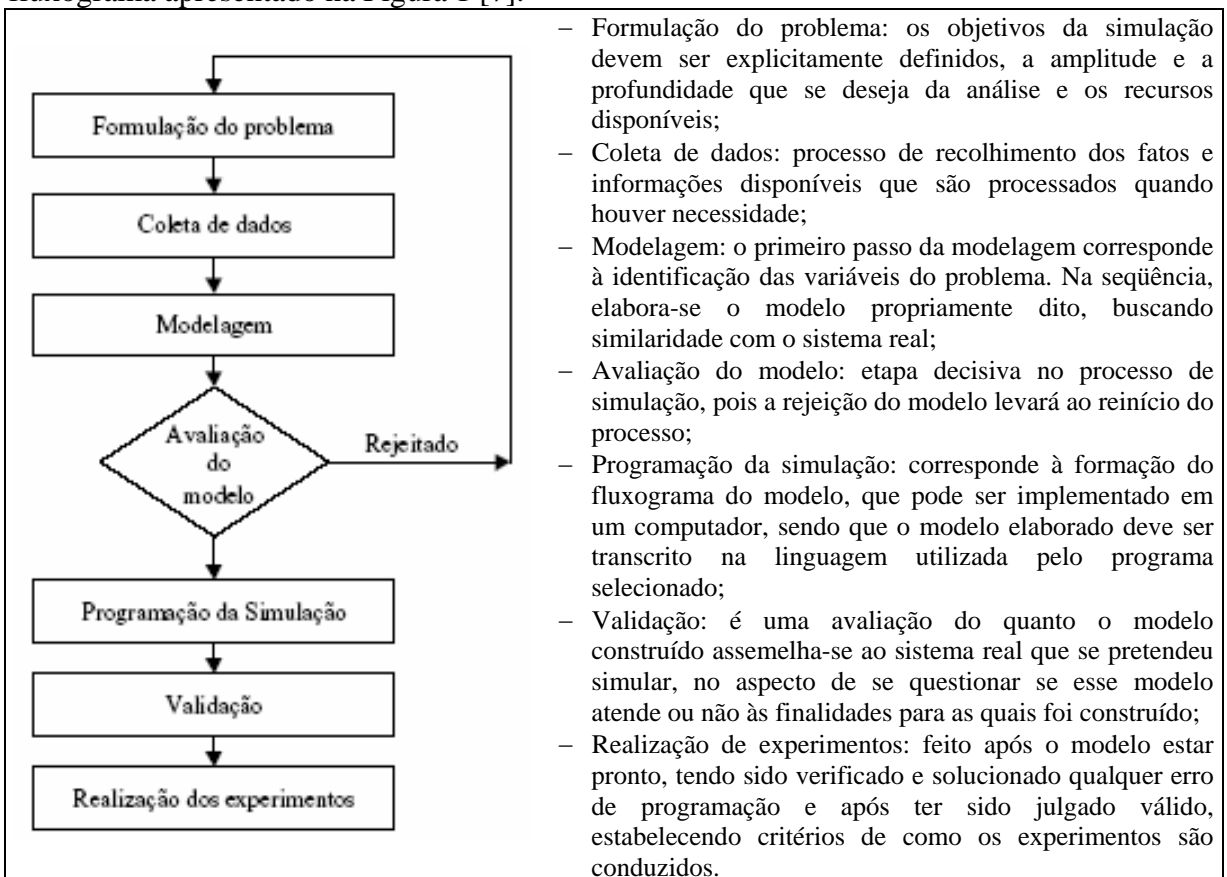 fluxograma apresentado na Figura 1 [7].
Formulação do problema
Coleta de dados
Modelagem
Avaliação
do
modelo
Rejeitado
Programação da Simulação
Validação
Realização dos experimentos
− Formulação do problema: os objetivos da simulação
devem ser explicitamente definidos, a amplitude e a
profundidade que se deseja da análise e os recursos
disponíveis;
− Coleta de dados: processo de recolhimento dos fatos e
informações disponíveis que são processados quando
houver necessidade;
− Modelagem: o primeiro passo da modelagem corresponde
à identificação das variáveis do problema. Na seqüência,
elabora-se o modelo propriamente dito, buscando
similaridade com o sistema real;
− Avaliação do modelo: etapa decisiva no processo de
simulação, pois a rejeição do modelo levará ao reinício do
processo;
− Programação da simulação: corresponde à formação do
fluxograma do modelo, que pode ser implementado em
um computador, sendo que o modelo elaborado deve ser
transcrito na linguagem utilizada pelo programa
selecionado;
− Validação: é uma avaliação do quanto o modelo
construído assemelha-se ao sistema real que se pretendeu
simular, no aspecto de se questionar se esse modelo
atende ou não às finalidades para as quais foi construído;
− Realização de experimentos: feito após o modelo estar
pronto, tendo sido verificado e solucionado qualquer erro
de programação e após ter sido julgado válido,
estabelecendo critérios de como os experimentos são
conduzidos.